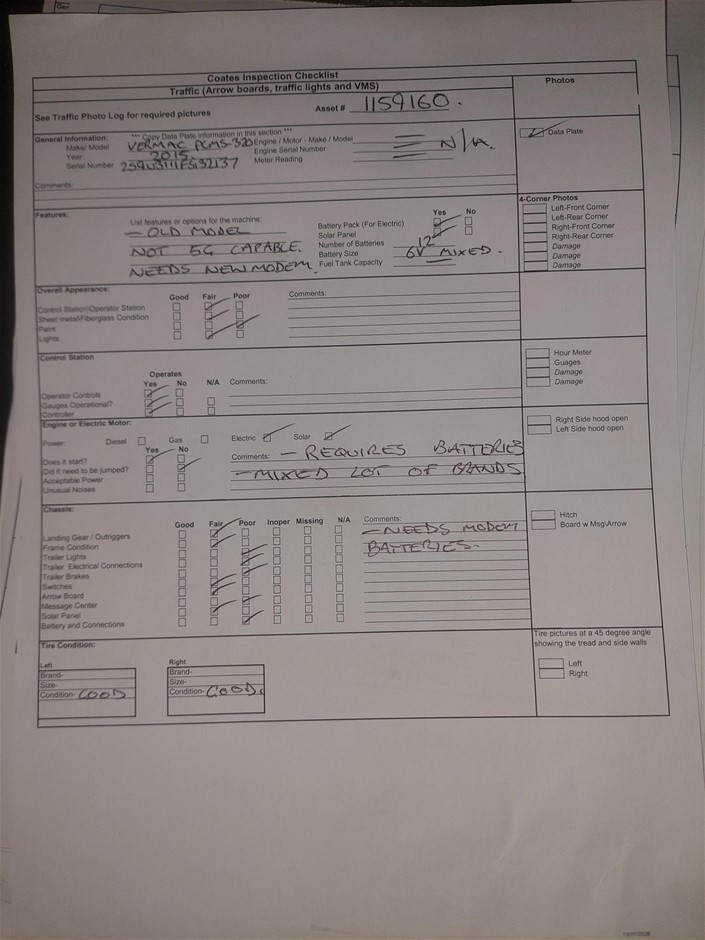 Coates Inspection Checklist
Traffic (Arrow boards, traffic lights and VMS)
Photos
See Traffic Photo Log for required pictures
Asset # 1159160.
General Information: *** Copy Data Plate information in this section ***
Make/ Model VERMAC PCMS-320 Engine / Motor - Make / Model
Year 2015. Engine Serial Number N/A.
Serial Number Meter Reading
Data Plate
Comments:
4-Corner Photos
Features: List features or options for the machine:
- OLD MODEL
NOT 5G CAPABLE.
NEEDS NEW MODEM.
Yes No
Battery Pack (For Electric)
Solar Panel
Number of Batteries 12
Battery Size 6V MIXED.
Fuel Tank Capacity
Left-Front Corner
Left-Rear Corner
Right-Front Corner
Right-Rear Corner
Damage
Damage
Damage
Overall Appearance:
Good Fair Poor Comments:
Control Station\Operator Station
Sheet metal\Fiberglass Condition
Paint
Lights
Control Station
Operates
Yes No N/A Comments:
Operator Controls
Gauges Operational?
Controller
Hour Meter
Guages
Damage
Damage
Engine or Electric Motor:
Power: Diesel Gas Electric Solar
Yes No
Does it start? Comments: - REQUIRES BATTERIES
Did it need to be jumped? - MIXED LOT OF BRANDS
Acceptable Power
Unusual Noises
Right Side hood open
Left Side hood open
Chassis:
Good Fair Poor Inoper Missing N/A Comments:
- NEEDS MODEM
BATTERIES.
Landing Gear / Outriggers
Frame Condition
Trailer Lights
Trailer Electrical Connections
Trailer Brakes
Switches
Arrow Board
Message Center
Solar Panel
Battery and Connections
Hitch
Board w Msg\Arrow
Tire Condition:
Tire pictures at a 45 degree angle
showing the tread and side walls
Left
Right
Left
Brand-
Size-
Condition- GOOD
Right
Brand-
Size-
Condition- GOOD.